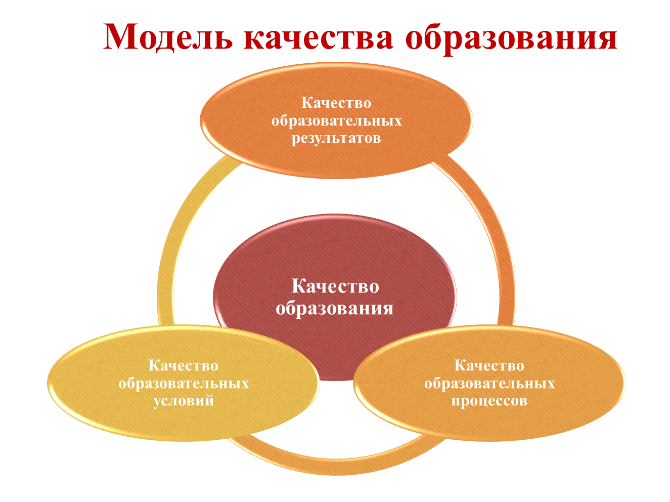 Модель качества образования
Качество
образовательных
результатов
Качество
образования
Качество
образовательных
условий
Качество
образовательных
процессов